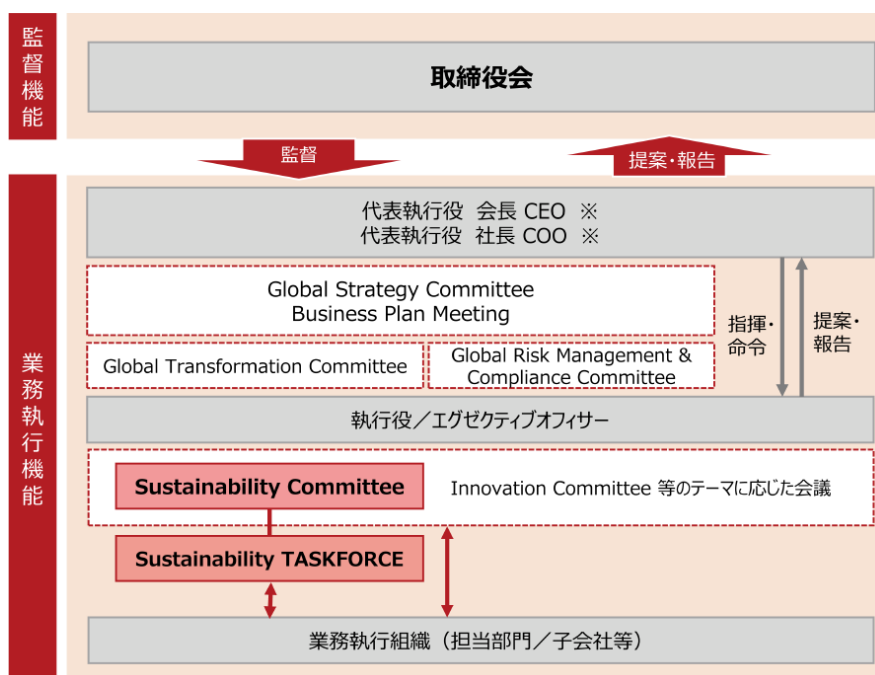 監督機能
取締役会
監督
提案・報告
業務執行機能
代表執行役 会長 CEO ※
代表執行役 社長 COO ※
Global Strategy Committee
Business Plan Meeting
Global Transformation Committee
Global Risk Management &
Compliance Committee
指揮・
命令
提案・
報告
執行役／エグゼクティブオフィサー
Sustainability Committee
Innovation Committee 等のテーマに応じた会議
Sustainability TASKFORCE
業務執行組織（担当部門／子会社等）